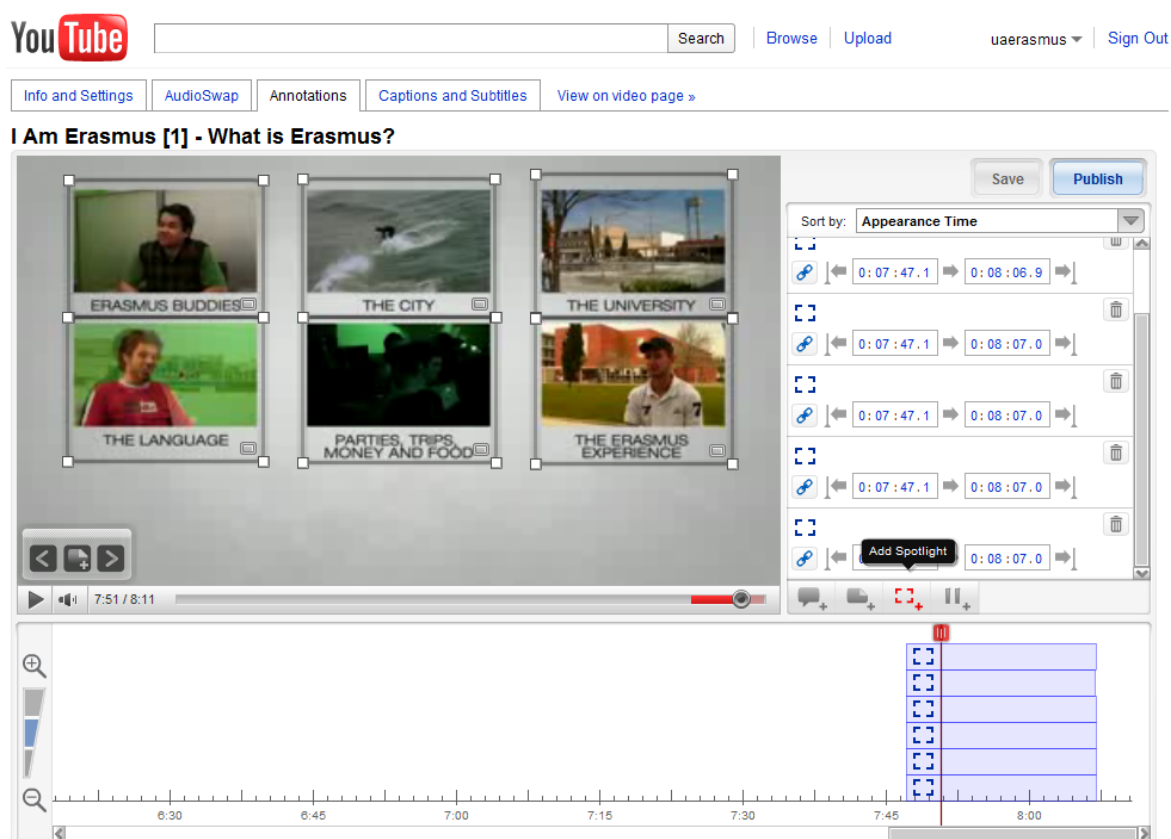 YouTube
Search
Browse
Upload
uaerasmus
Sign Out
Info and Settings
AudioSwap
Annotations
Captions and Subtitles
View on video page »
I Am Erasmus [1] - What is Erasmus?
Save
Publish
Sort by:
Appearance Time
ERASMUS BUDDIES
THE CITY
THE UNIVERSITY
THE LANGUAGE
PARTIES, TRIPS,
MONEY AND FOOD
THE ERASMUS
EXPERIENCE
0:07:47.1
0:08:06.9
0:07:47.1
0:08:07.0
0:07:47.1
0:08:07.0
0:07:47.1
0:08:07.0
Add Spotlight
0:08:07.0
7:51 / 8:11
6:30
6:45
7:00
7:15
7:30
7:45
8:00